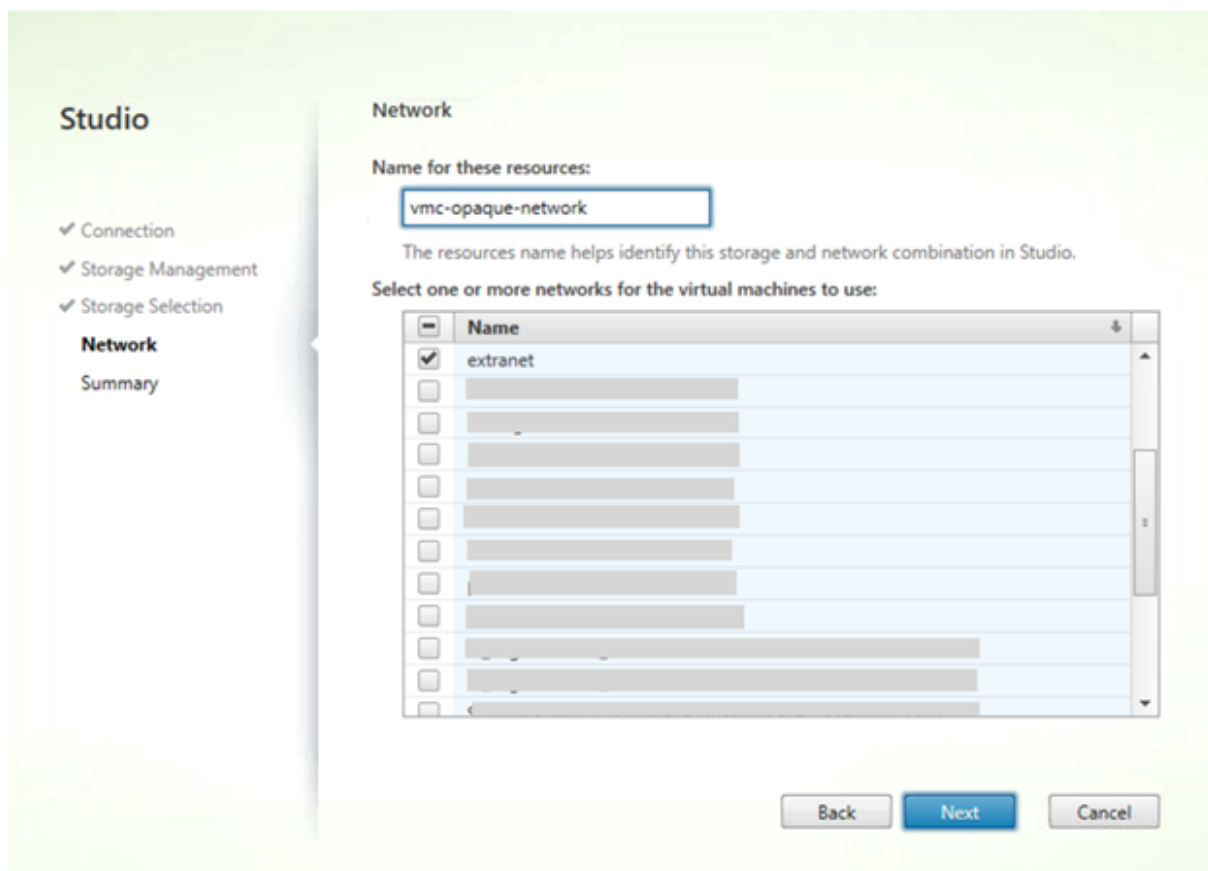 Studio
Connection
Storage Management
Storage Selection
Network
Summary
Network
Name for these resources:
vmc-opaque-network
The resources name helps identify this storage and network combination in Studio.
Select one or more networks for the virtual machines to use:
Name
extranet
Back
Next
Cancel